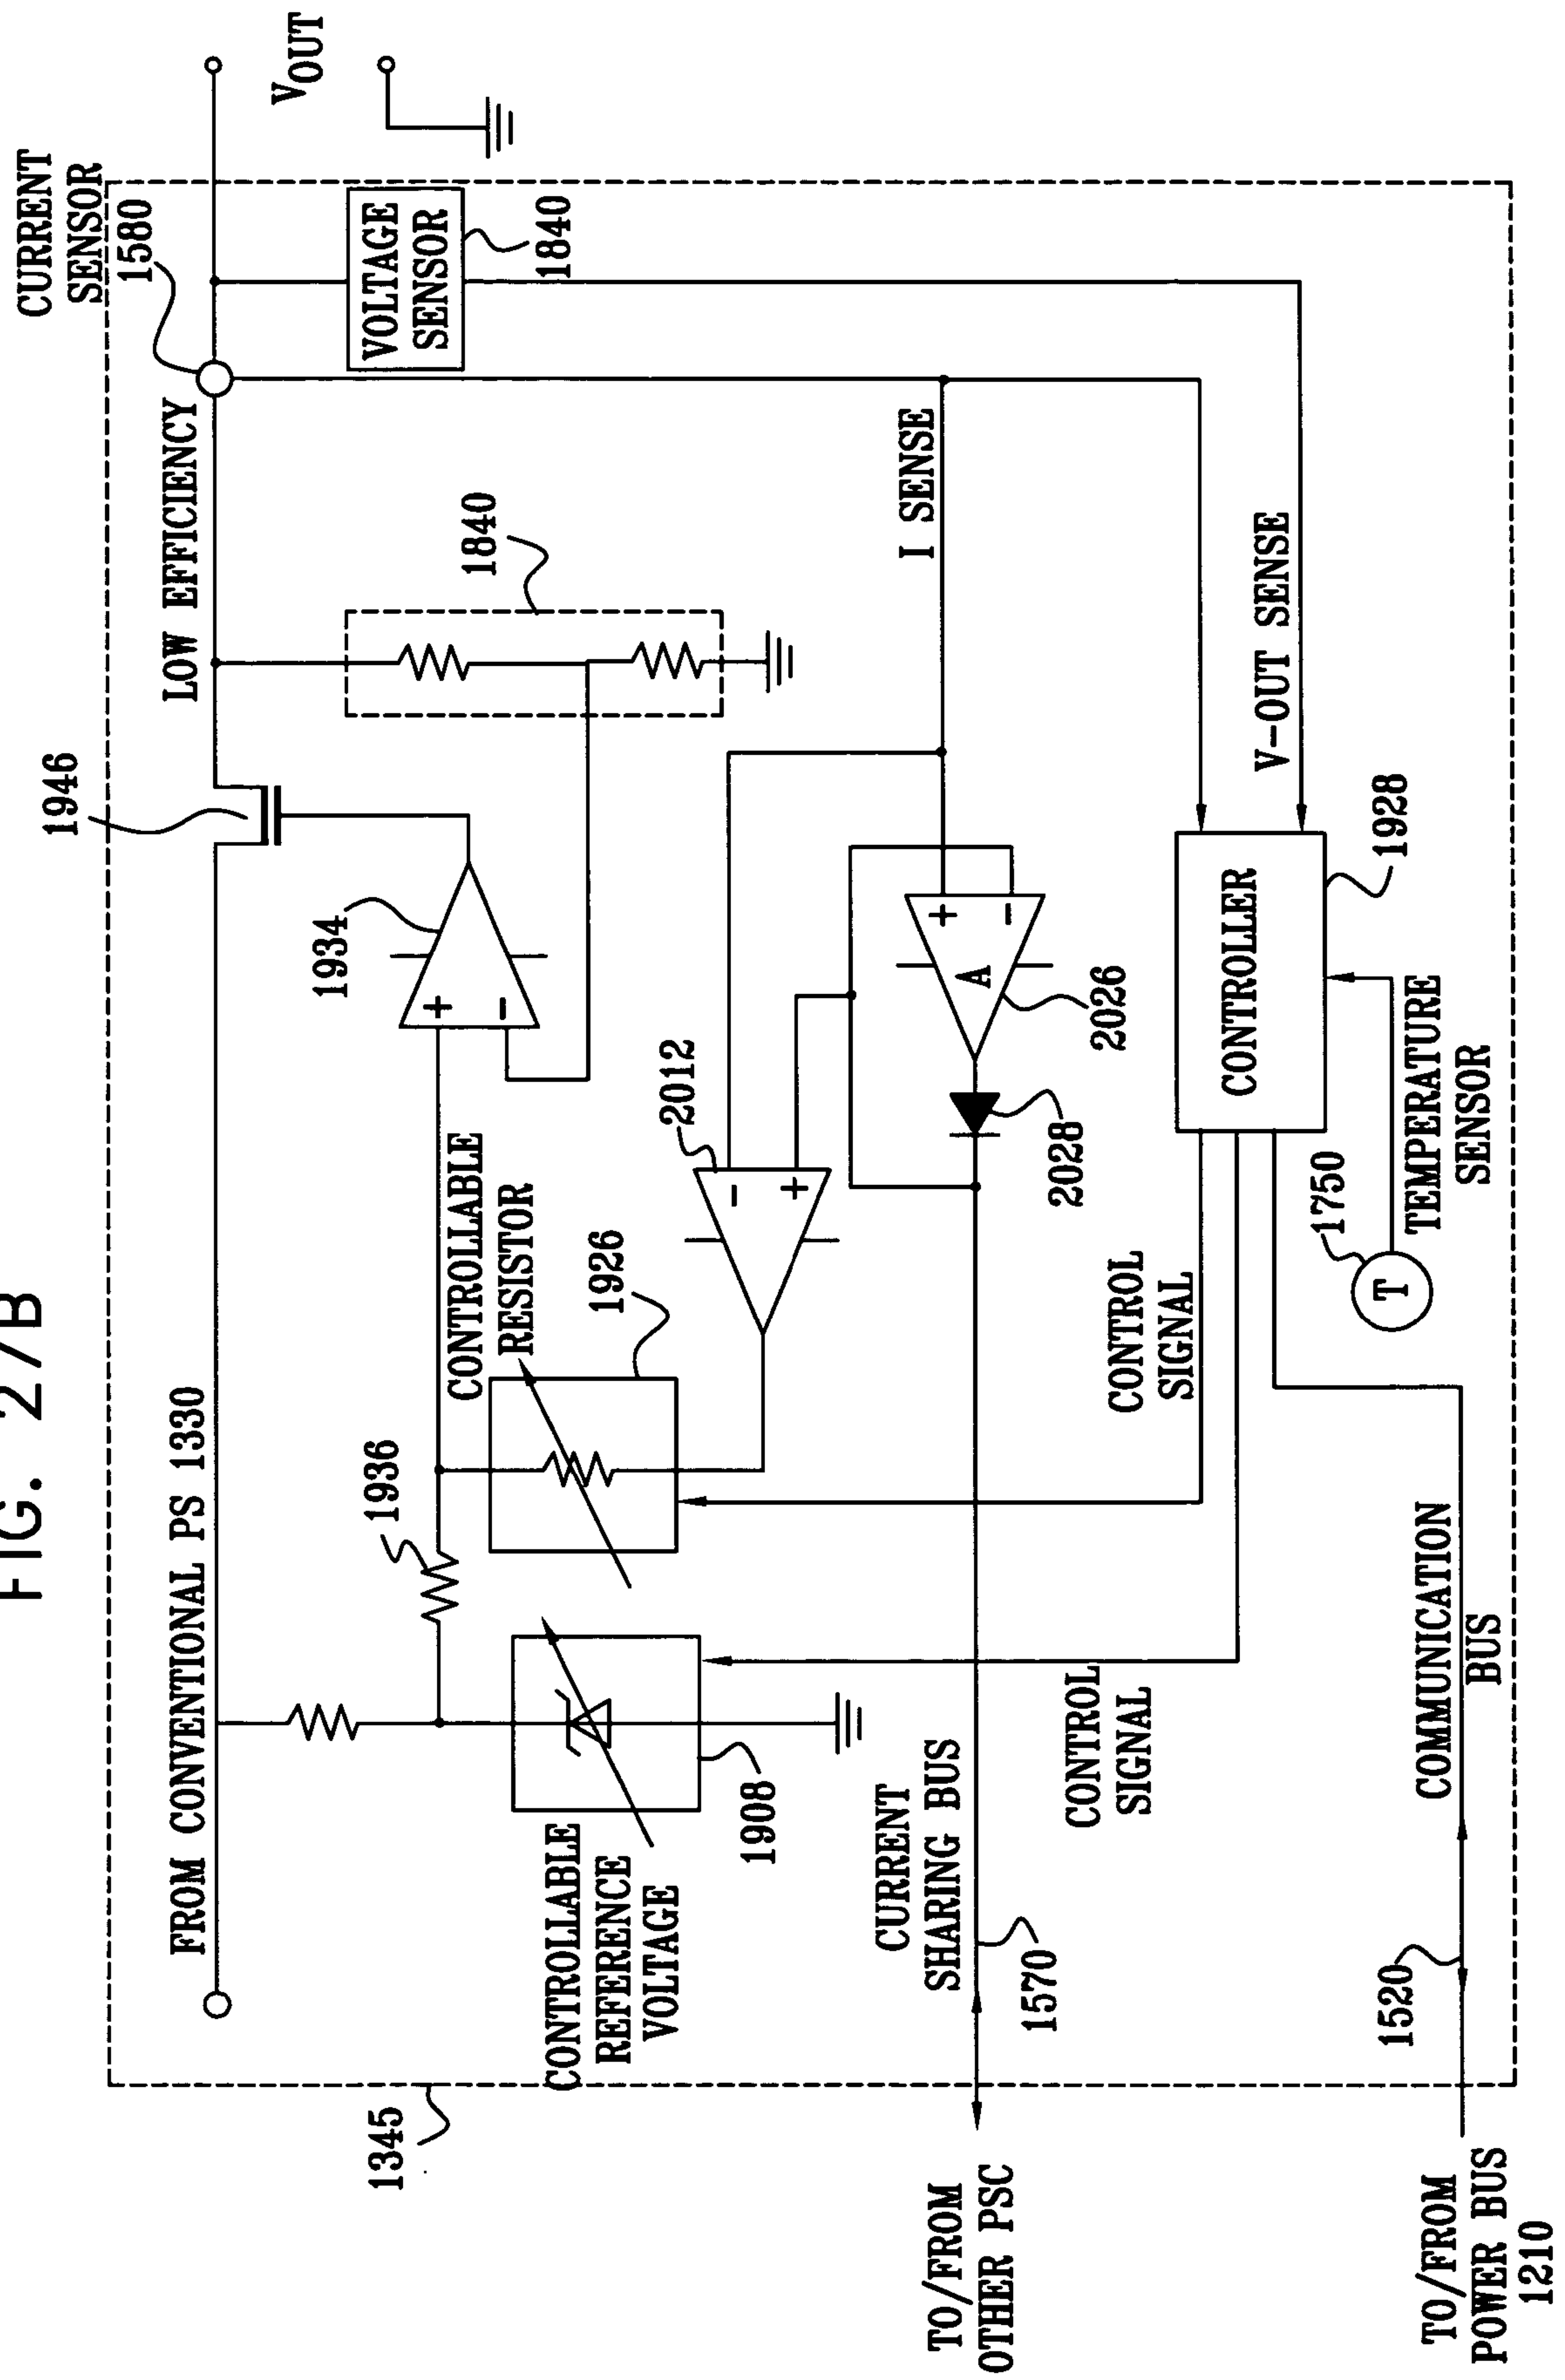 FIG. 27B
FROM CONVENTIONAL PS 1330
LOW EFFICIENCY
CURRENT
SENSOR
1580
VOUT
1946
1345
1936
1934
1840
VOLTAGE
SENSOR
1840
CONTROLLABLE
RESISTOR
1926
+
-
CONTROLLABLE
REFERENCE
VOLTAGE
1908
2012
-
+
I SENSE
CURRENT
SHARING BUS
1570
A
+
-
2026
2028
TO/FROM
OTHER PSC
CONTROL
SIGNAL
CONTROL
SIGNAL
CONTROLLER
1928
V-OUT SENSE
T
1750
TEMPERATURE
SENSOR
COMMUNICATION
BUS
1520
TO/FROM
POWER BUS
1210